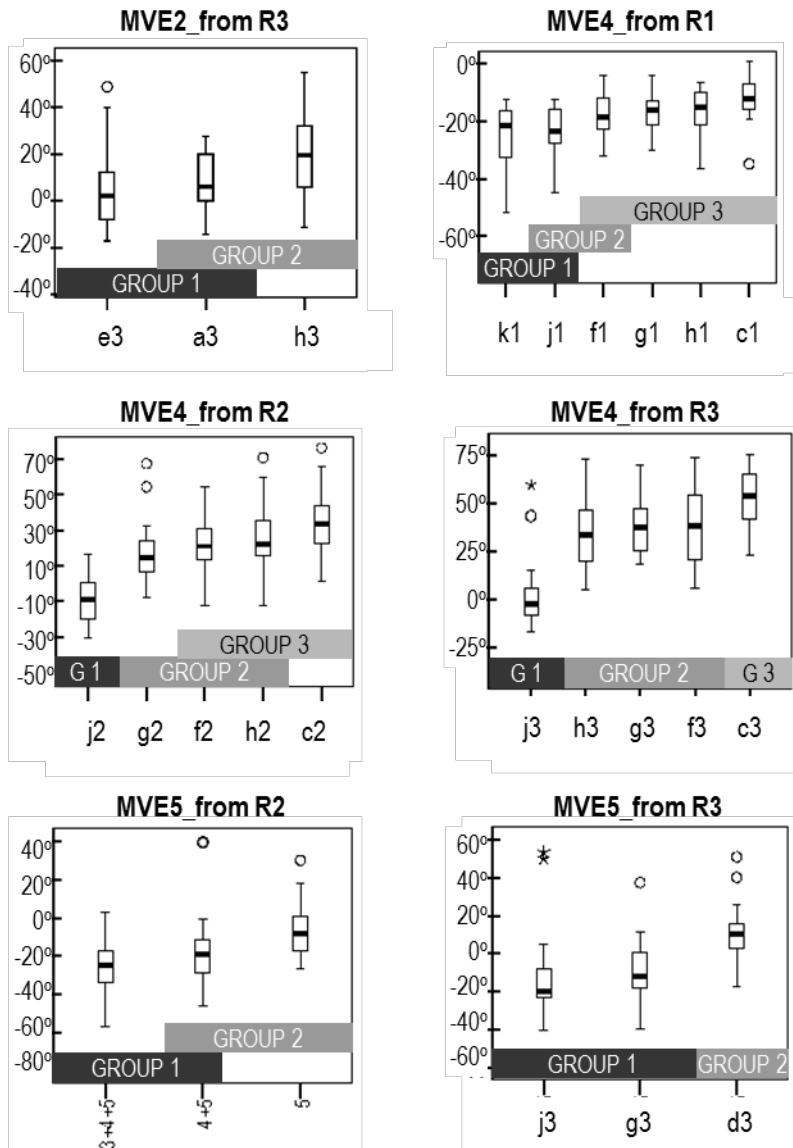 MVE2_from R3
60º
40º
20º
0º
-20º
-40º
GROUP 2
GROUP 1
e3 a3 h3
MVE4_from R1
0º
-20º
-40º
-60º
GROUP 3
GROUP 2
GROUP 1
k1 j1 f1 g1 h1 c1
MVE4_from R2
70º
50º
30º
10º
-10º
-30º
-50º
GROUP 3
G 1 GROUP 2
j2 g2 f2 h2 c2
MVE4_from R3
75º
50º
25º
0º
-25º
G 1 GROUP 2 G 3
j3 h3 g3 f3 c3
MVE5_from R2
40º
20º
0º
-20º
-40º
-60º
-80º
GROUP 2
GROUP 1
3+4+5 4+5 5
MVE5_from R3
60º
40º
20º
0º
-20º
-40º
-60º
GROUP 1 GROUP 2
j3 g3 d3